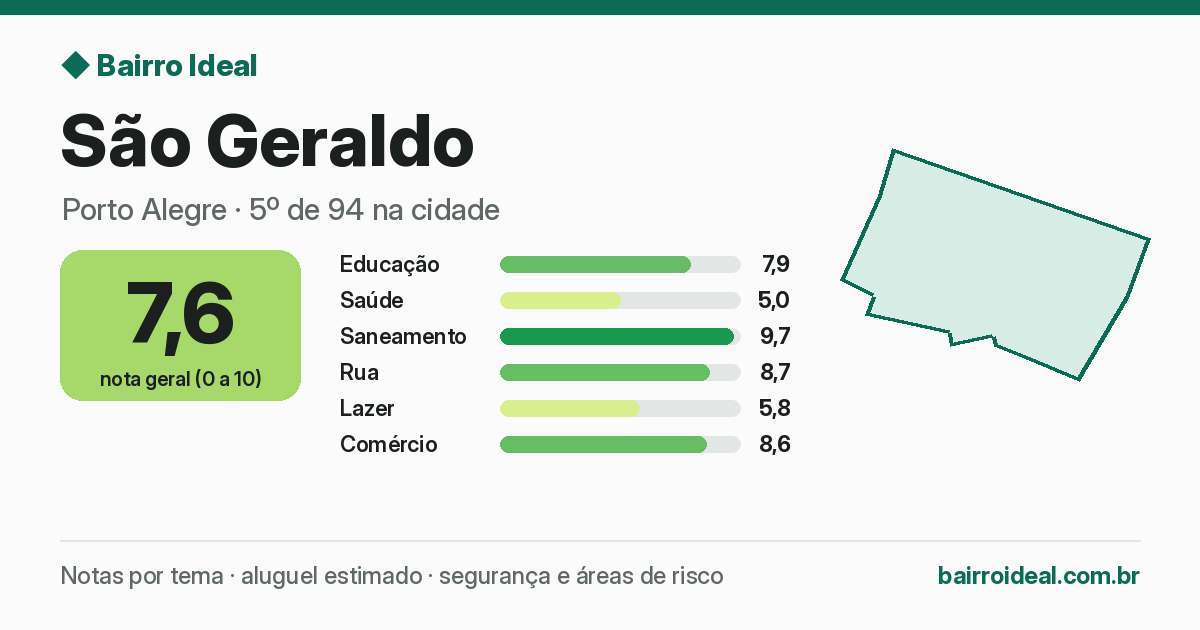 Bairro Ideal
São Geraldo
Porto Alegre · 5º de 94 na cidade
7,6
nota geral (0 a 10)
Educação 7,9
Saúde 5,0
Saneamento 9,7
Rua 8,7
Lazer 5,8
Comércio 8,6
Notas por tema · aluguel estimado · segurança e áreas de risco
bairroideal.com.br